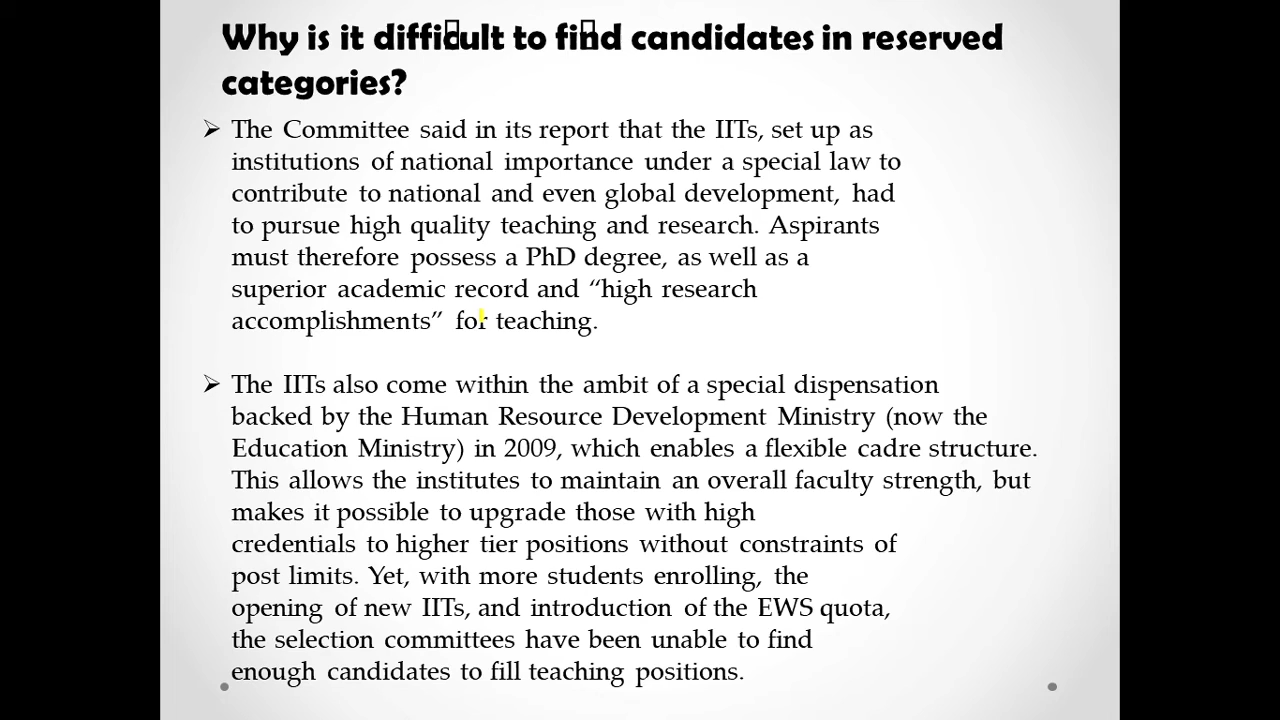 Why is it difficult to find candidates in reserved
categories?
The Committee said in its report that the IITs, set up as
institutions of national importance under a special law to
contribute to national and even global development, had
to pursue high quality teaching and research. Aspirants
must therefore possess a PhD degree, as well as a
superior academic record and “high research
accomplishments” for teaching.
The IITs also come within the ambit of a special dispensation
backed by the Human Resource Development Ministry (now the
Education Ministry) in 2009, which enables a flexible cadre structure.
This allows the institutes to maintain an overall faculty strength, but
makes it possible to upgrade those with high
credentials to higher tier positions without constraints of
post limits. Yet, with more students enrolling, the
opening of new IITs, and introduction of the EWS quota,
the selection committees have been unable to find
enough candidates to fill teaching positions.